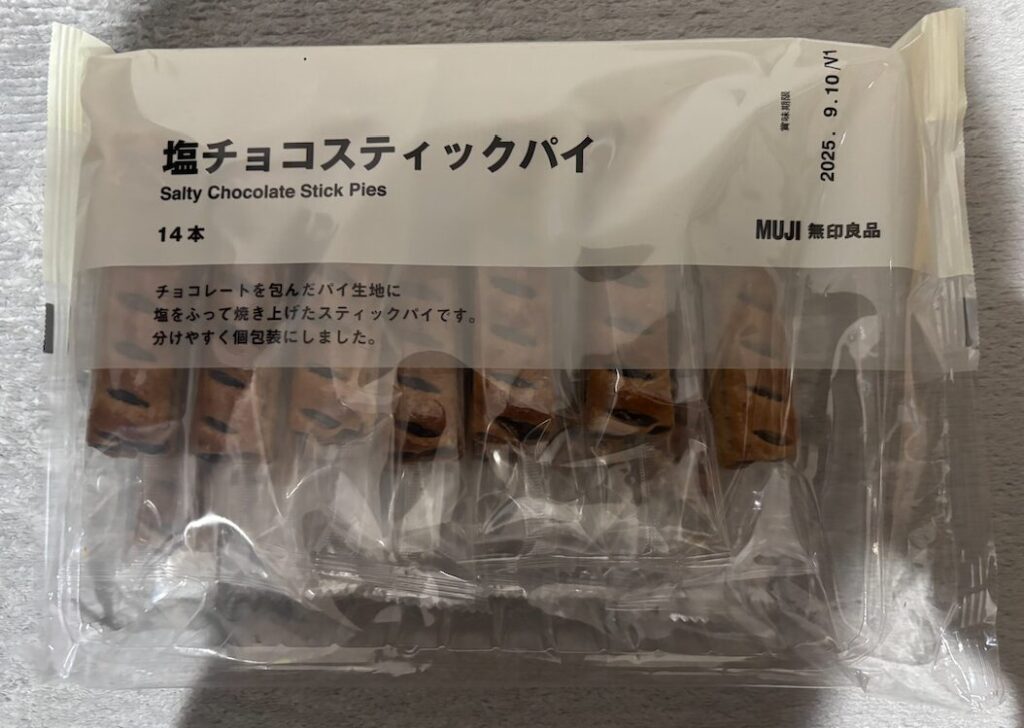 塩チョコスティックパイ
Salty Chocolate Stick Pies
14本
賞味期限
2025. 9.10/V1
MUJI 無印良品
チョコレートを包んだパイ生地に
塩をふって焼き上げたスティックパイです。
分けやすく個包装にしました。